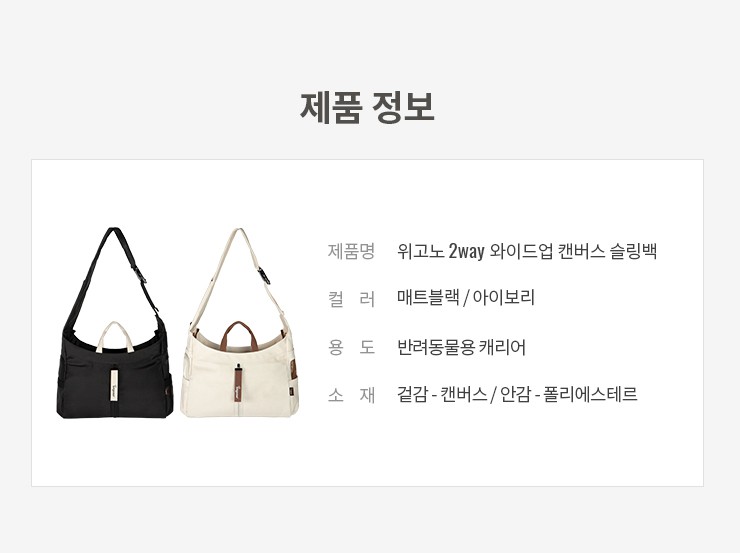 제품 정보
제품명 위고노 2way 와이드업 캔버스 슬링백
컬 러 매트블랙 / 아이보리
용 도 반려동물용 캐리어
소 재 겉감 - 캔버스 / 안감 - 폴리에스테르